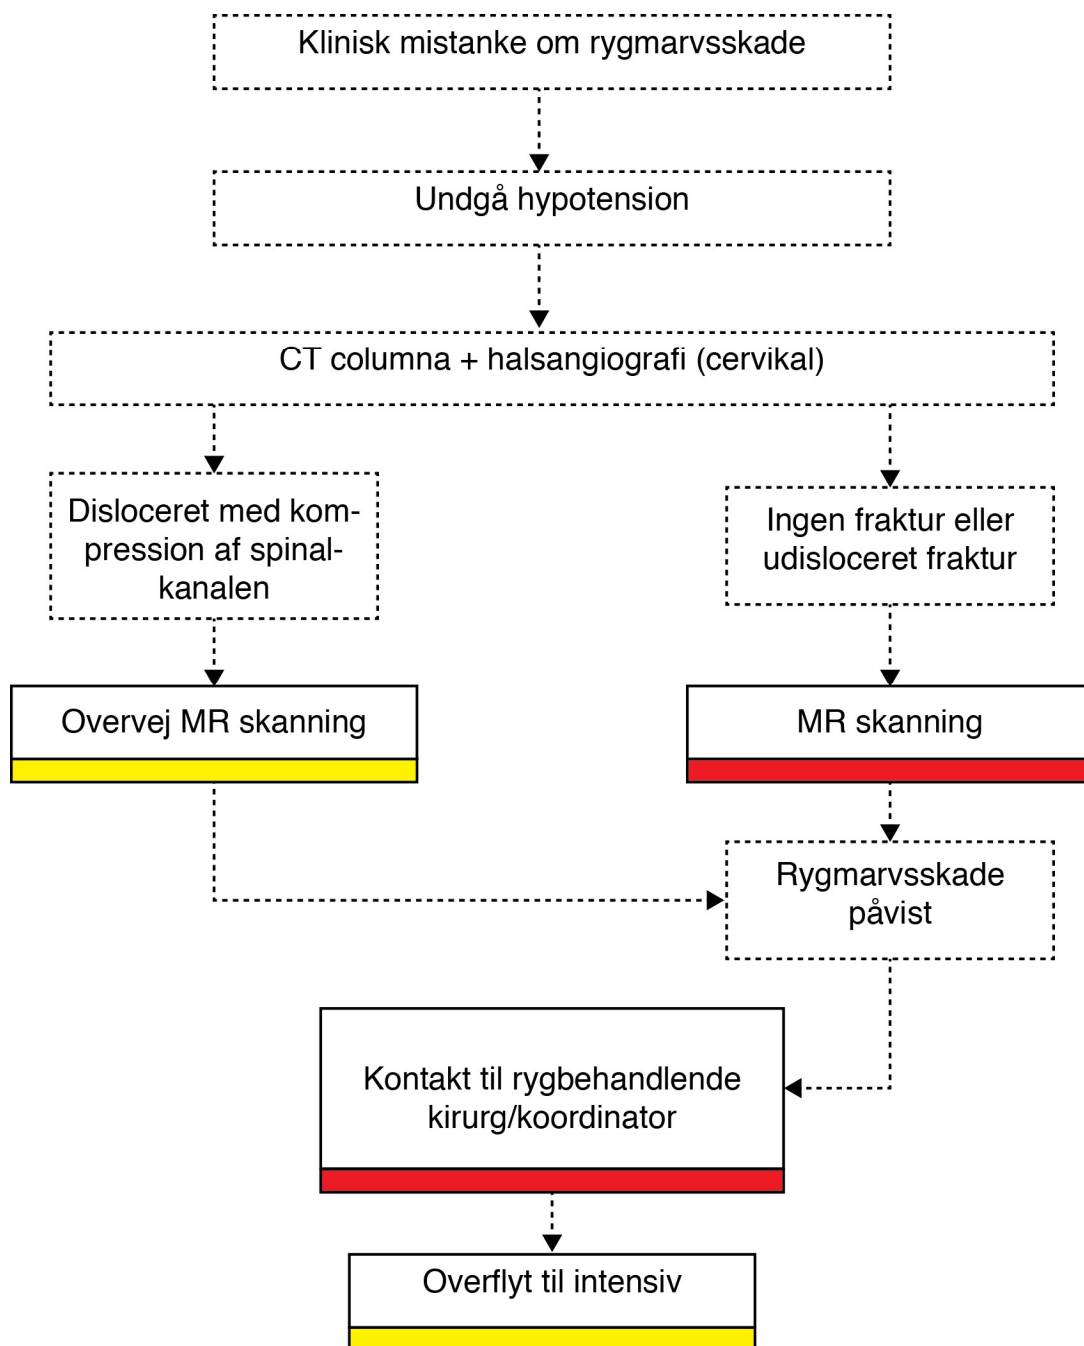 Klinisk mistanke om rygmarvsskade
Undgå hypotension
CT columna + halsangiografi (cervikal)
Disloceret med kom-
pression af spinal-
kanalen
Ingen fraktur eller
udisloceret fraktur
Overvej MR skanning
MR skanning
Rygmarvsskade
påvist
Kontakt til rygbehandlende
kirurg/koordinator
Overflyt til intensiv